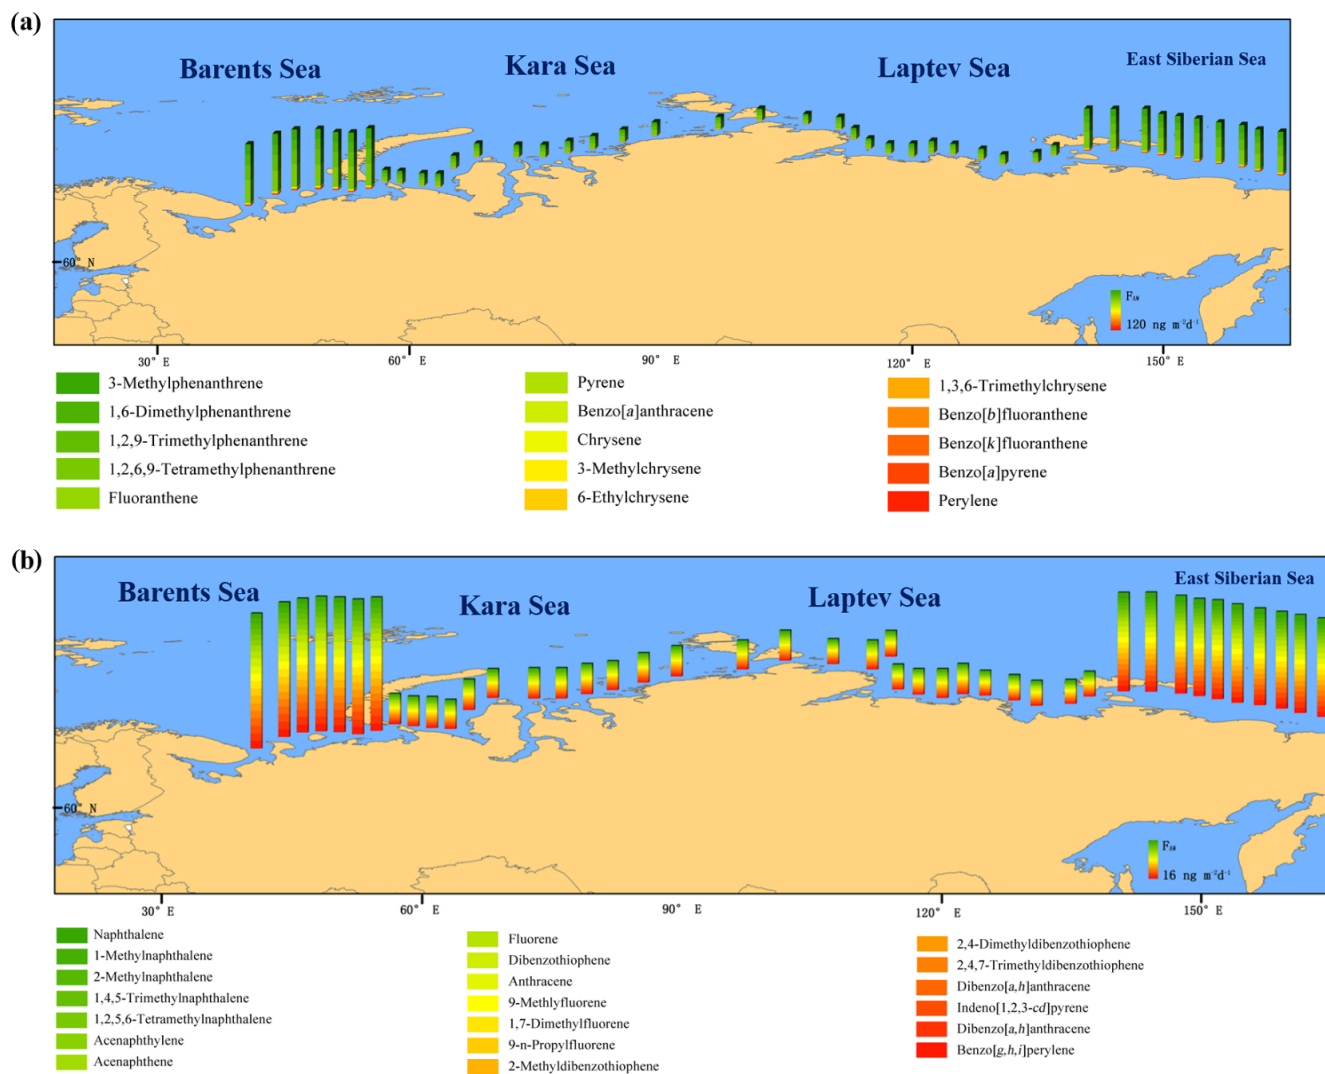 (a)
Barents Sea
Kara Sea
Laptev Sea
East Siberian Sea
60° N
F_AW
120 ng m⁻²d⁻¹
30° E
60° E
90° E
120° E
150° E
3-Methylphenanthrene
1,6-Dimethylphenanthrene
1,2,9-Trimethylphenanthrene
1,2,6,9-Tetramethylphenanthrene
Fluoranthene
Pyrene
Benzo[a]anthracene
Chrysene
3-Methylchrysene
6-Ethylchrysene
1,3,6-Trimethylchrysene
Benzo[b]fluoranthene
Benzo[k]fluoranthene
Benzo[a]pyrene
Perylene
(b)
Barents Sea
Kara Sea
Laptev Sea
East Siberian Sea
60° N
F_AW
16 ng m⁻²d⁻¹
30° E
60° E
90° E
120° E
150° E
Naphthalene
1-Methylnaphthalene
2-Methylnaphthalene
1,4,5-Trimethylnaphthalene
1,2,5,6-Tetramethylnaphthalene
Acenaphthylene
Acenaphthene
Fluorene
Dibenzothiophene
Anthracene
9-Methlyfluorene
1,7-Dimethylfluorene
9-n-Propylfluorene
2-Methyldibenzothiophene
2,4-Dimethyldibenzothiophene
2,4,7-Trimethyldibenzothiophene
Dibenzo[a,h]anthracene
Indeno[1,2,3-cd]pyrene
Dibenzo[a,h]anthracene
Benzo[g,h,i]perylene